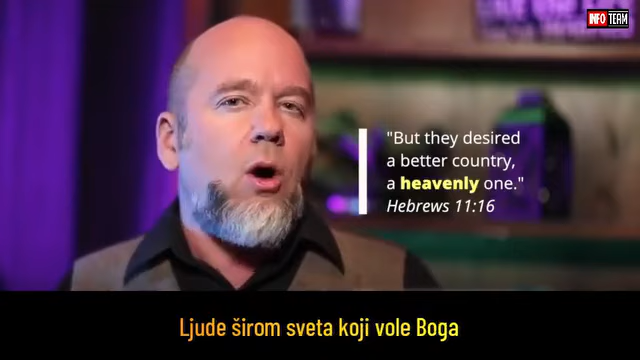 INFO TEAM
"But they desired
a better country,
a heavenly one."
Hebrews 11:16
Ljude širom sveta koji vole Boga